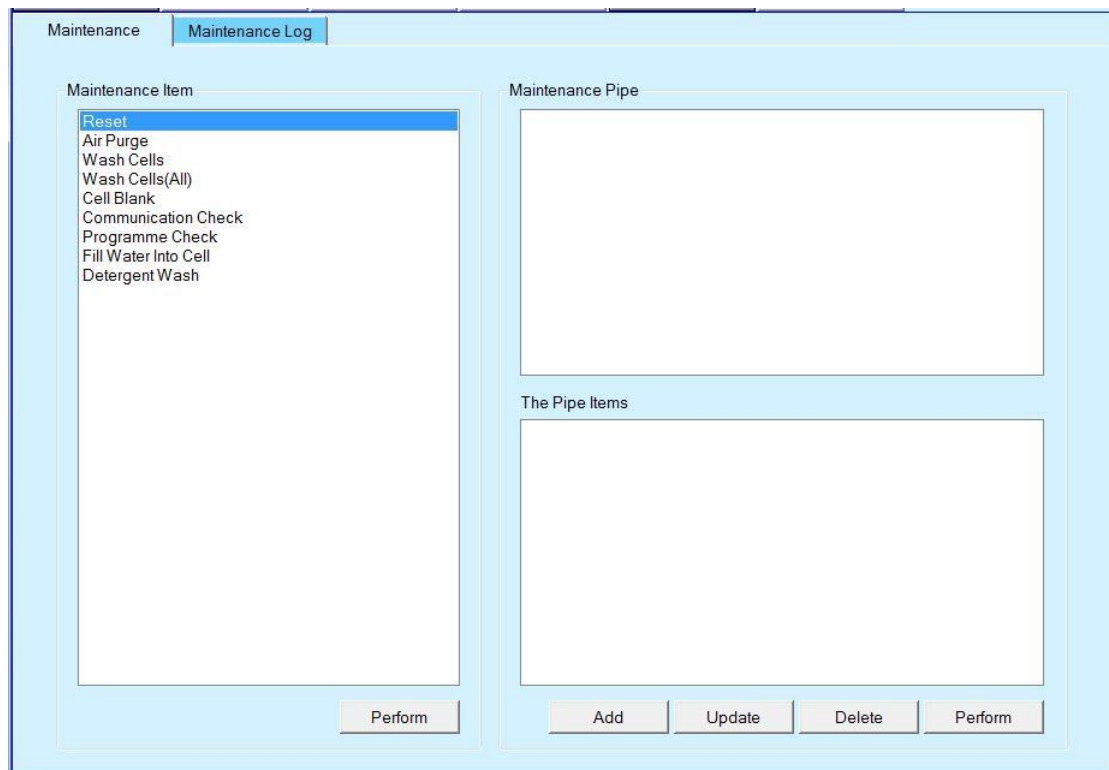 Maintenance
Maintenance Log
Maintenance Item
Reset
Air Purge
Wash Cells
Wash Cells(All)
Cell Blank
Communication Check
Programme Check
Fill Water Into Cell
Detergent Wash
Perform
Maintenance Pipe
The Pipe Items
Add
Update
Delete
Perform